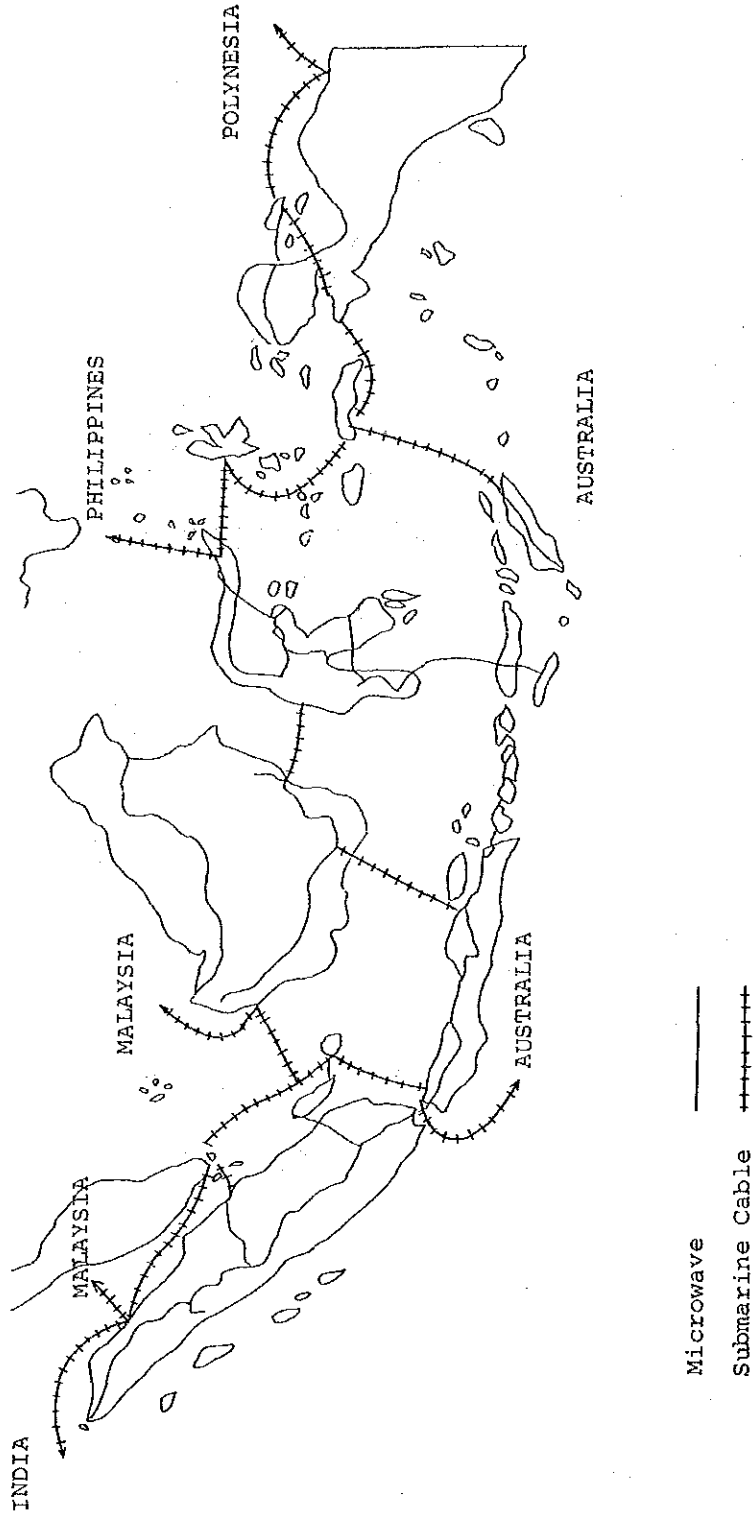 INDIA
MALAYSIA
MALAYSIA
PHILIPPINES
POLYNESIA
AUSTRALIA
AUSTRALIA
Microwave
Submarine Cable